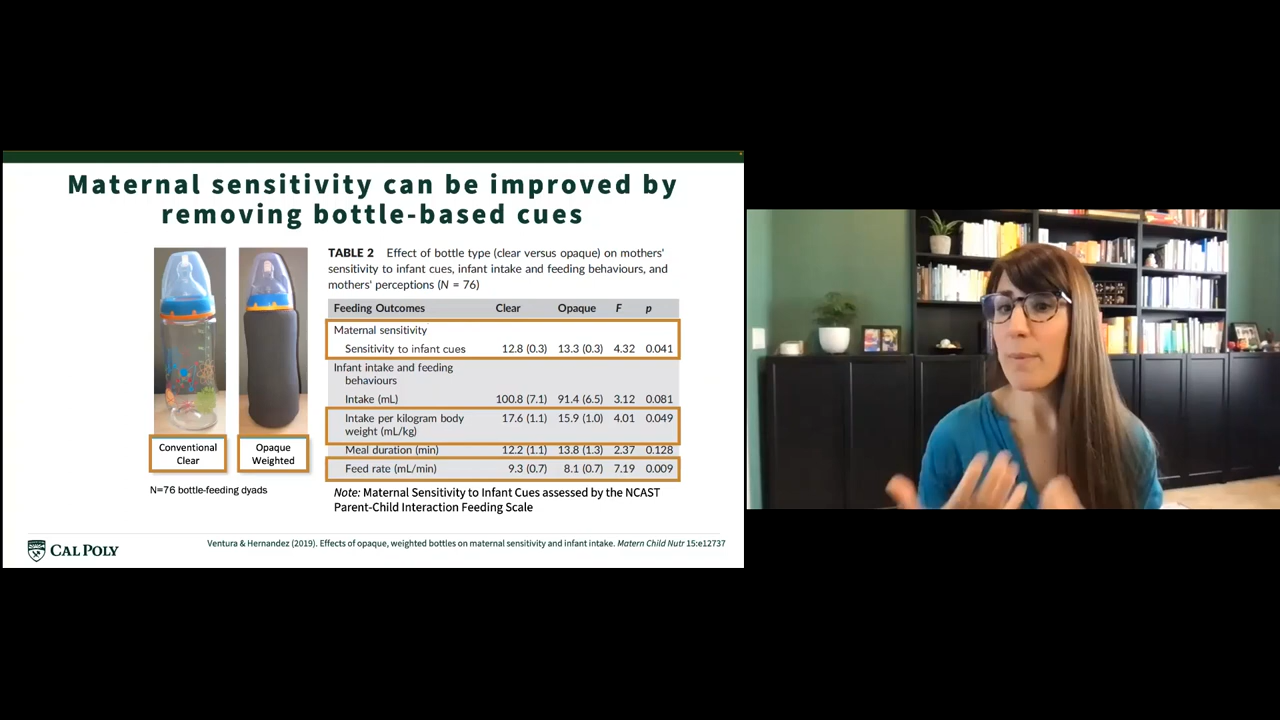 Maternal sensitivity can be improved by
removing bottle-based cues
TABLE 2 Effect of bottle type (clear versus opaque) on mothers'
sensitivity to infant cues, infant intake and feeding behaviours, and
mothers' perceptions (N = 76)
Feeding Outcomes Clear Opaque F p
Maternal sensitivity
Sensitivity to infant cues 12.8 (0.3) 13.3 (0.3) 4.32 0.041
Infant intake and feeding
behaviours
Intake (mL) 100.8 (7.1) 91.4 (6.5) 3.12 0.081
Intake per kilogram body 17.6 (1.1) 15.9 (1.0) 4.01 0.049
weight (mL/kg)
Meal duration (min) 12.2 (1.1) 13.8 (1.3) 2.37 0.128
Feed rate (mL/min) 9.3 (0.7) 8.1 (0.7) 7.19 0.009
Conventional
Clear
Opaque
Weighted
N=76 bottle-feeding dyads
Note: Maternal Sensitivity to Infant Cues assessed by the NCAST
Parent-Child Interaction Feeding Scale
Ventura & Hernandez (2019). Effects of opaque, weighted bottles on maternal sensitivity and infant intake. Matern Child Nutr 15:e12737
CAL POLY